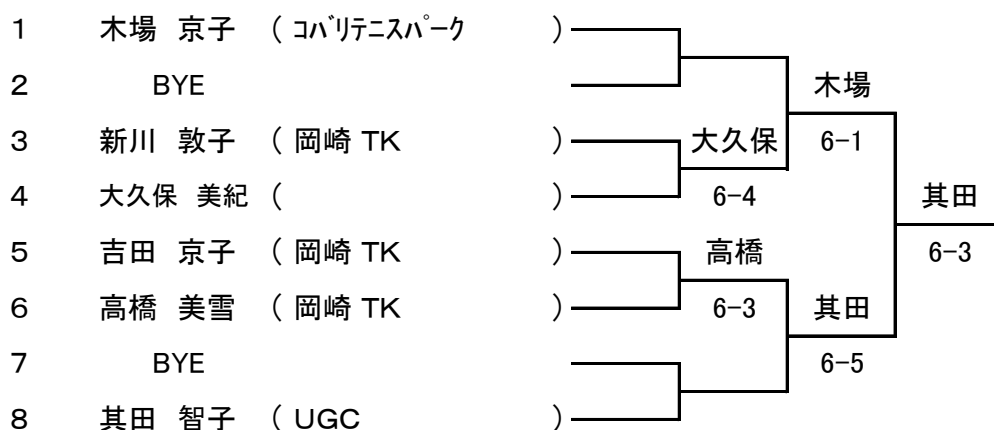 1 木場 京子 ( コバリテニスパーク )
2 BYE 木場
3 新川 敦子 ( 岡崎 TK ) 大久保 6-1
4 大久保 美紀 ( ) 6-4 其田
5 吉田 京子 ( 岡崎 TK ) 高橋 6-3
6 高橋 美雪 ( 岡崎 TK ) 6-3 其田
7 BYE 6-5
8 其田 智子 ( UGC )